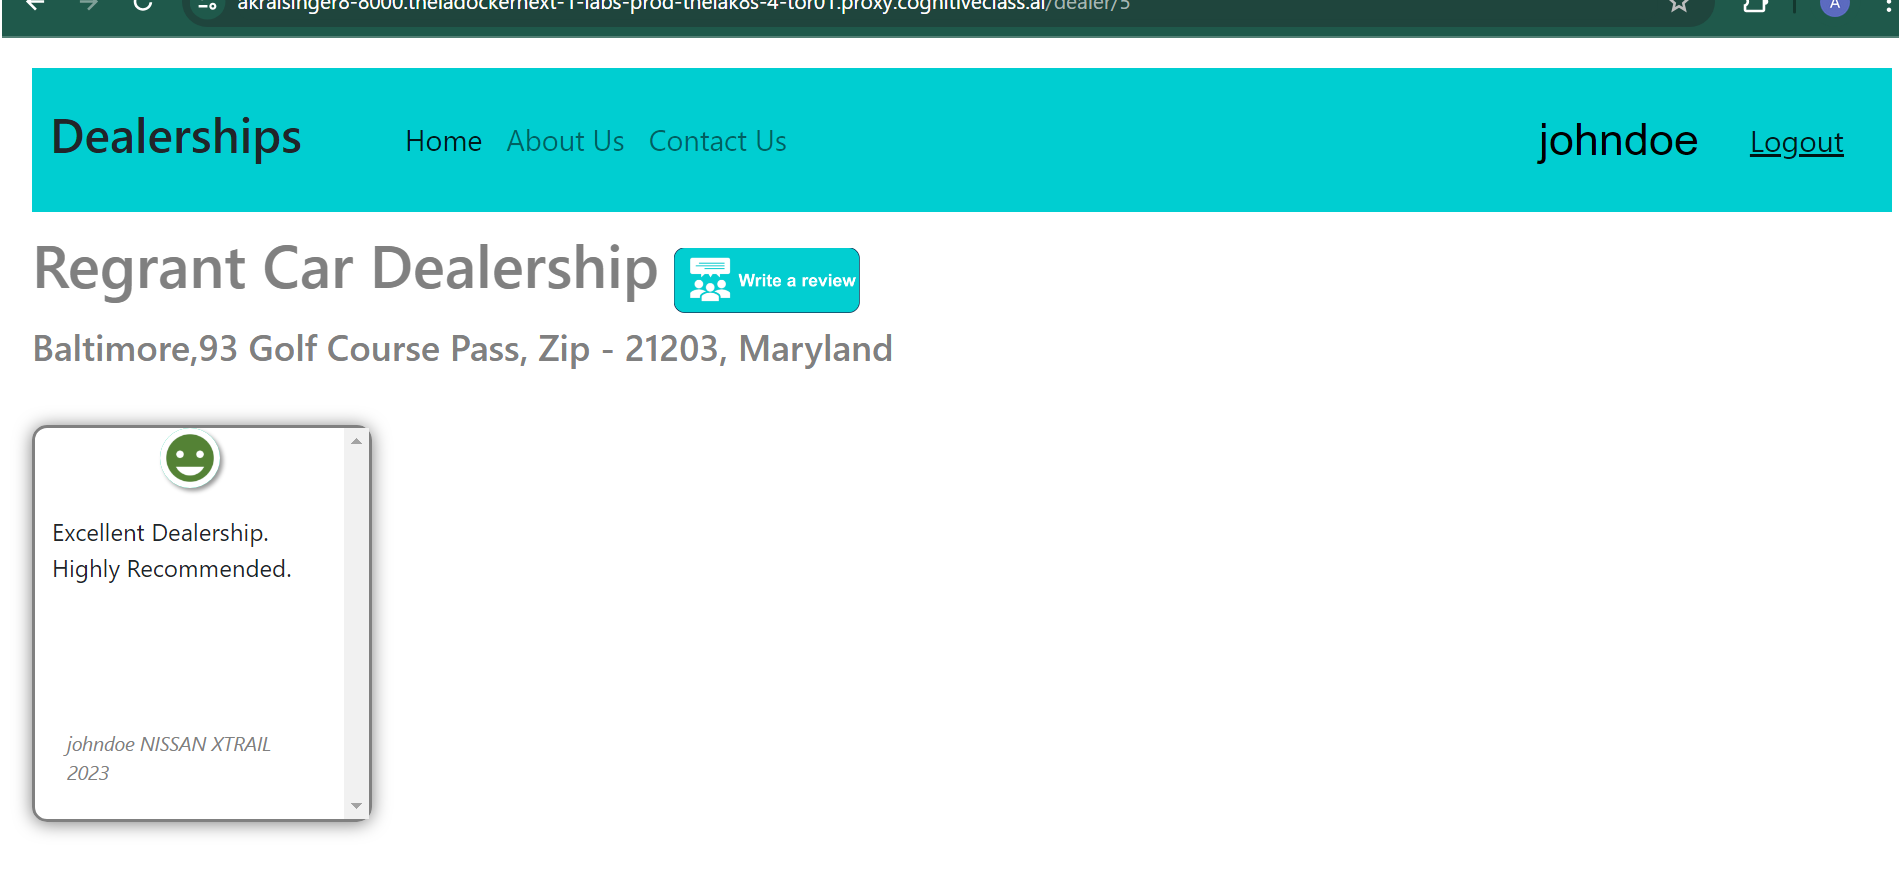 akralsinger8-8000.theiadockernext-1-labs-prod-theiak8s-4-tor01.proxy.cognitiveclass.ai/dealer/5
A
Dealerships
Home About Us Contact Us
johndoe Logout
Regrant Car Dealership
Write a review
Baltimore,93 Golf Course Pass, Zip - 21203, Maryland
Excellent Dealership.
Highly Recommended.
johndoe NISSAN XTRAIL
2023